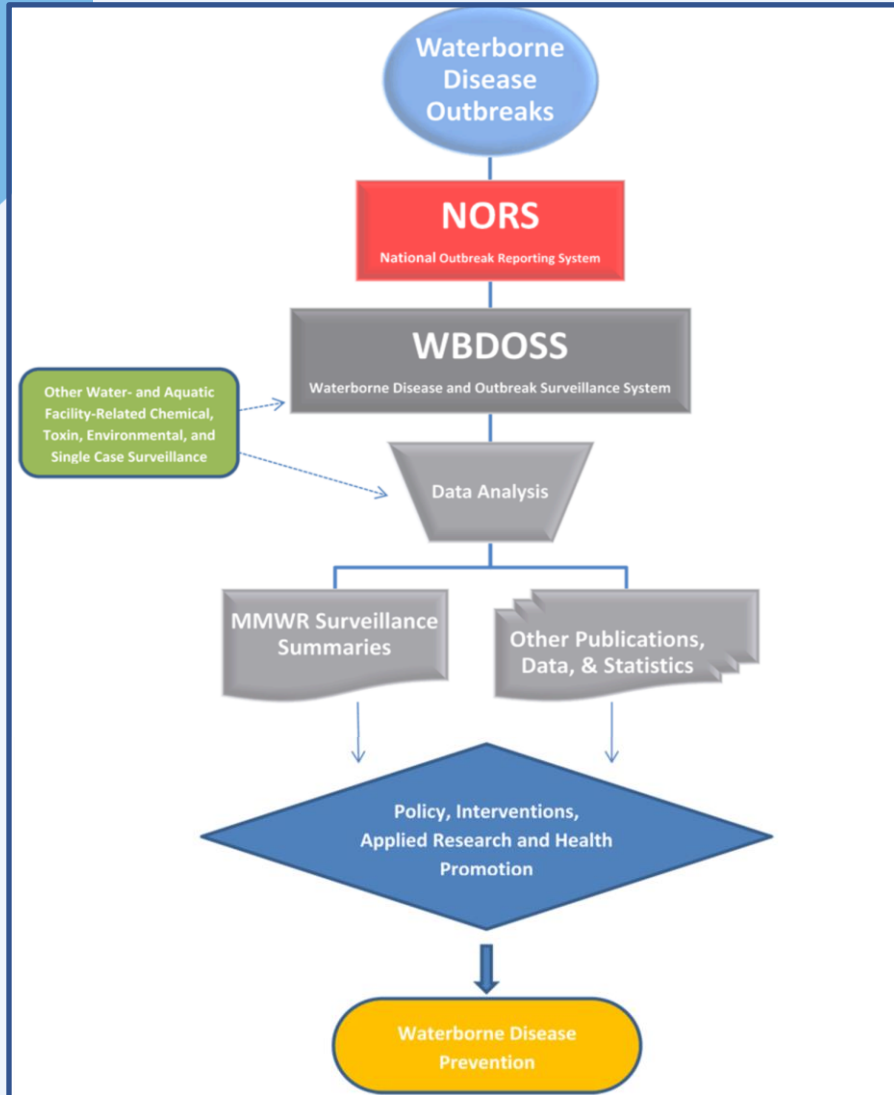 Waterborne
Disease
Outbreaks
NORS
National Outbreak Reporting System
WBDOSS
Waterborne Disease and Outbreak Surveillance System
Other Water- and Aquatic
Facility-Related Chemical,
Toxin, Environmental, and
Single Case Surveillance
Data Analysis
MMWR Surveillance
Summaries
Other Publications,
Data, & Statistics
Policy, Interventions,
Applied Research and Health
Promotion
Waterborne Disease
Prevention